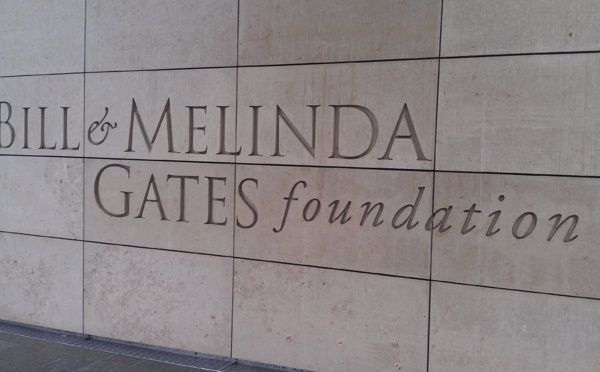 BILL & MELINDA
GATES foundation